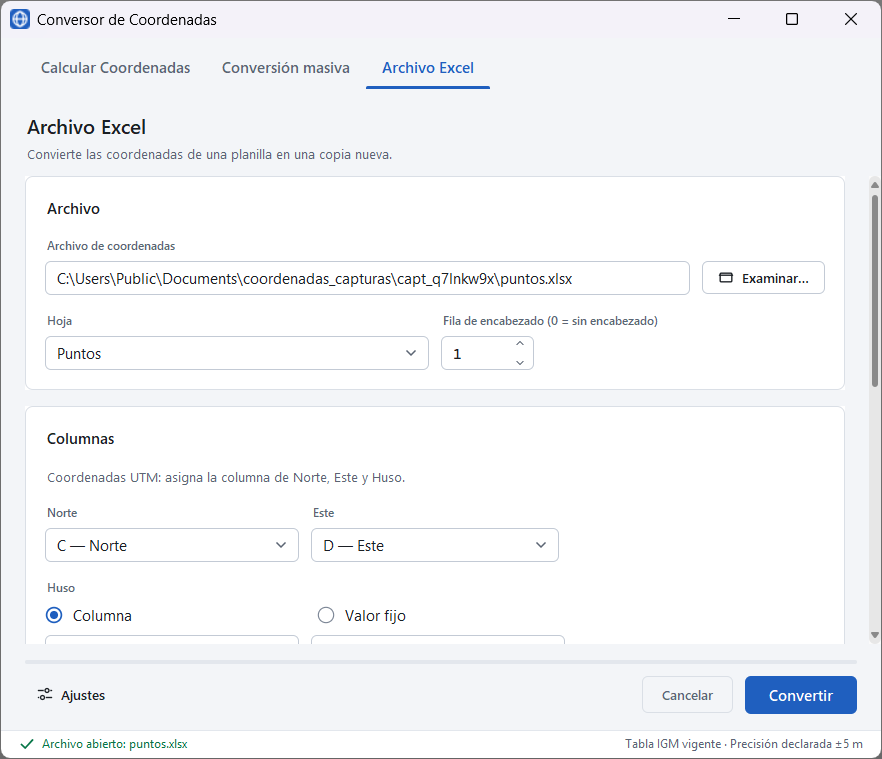 Conversor de Coordenadas
Calcular Coordenadas Conversión masiva Archivo Excel
Archivo Excel
Convierte las coordenadas de una planilla en una copia nueva.
Archivo
Archivo de coordenadas
C:\Users\Public\Documents\coordenadas_capturas\capt_q7lnkw9x\puntos.xlsx Examinar...
Hoja Fila de encabezado (0 = sin encabezado)
Puntos 1
Columnas
Coordenadas UTM: asigna la columna de Norte, Este y Huso.
Norte Este
C — Norte D — Este
Huso
Columna Valor fijo
Ajustes Cancelar Convertir
Archivo abierto: puntos.xlsx Tabla IGM vigente · Precisión declarada ±5 m